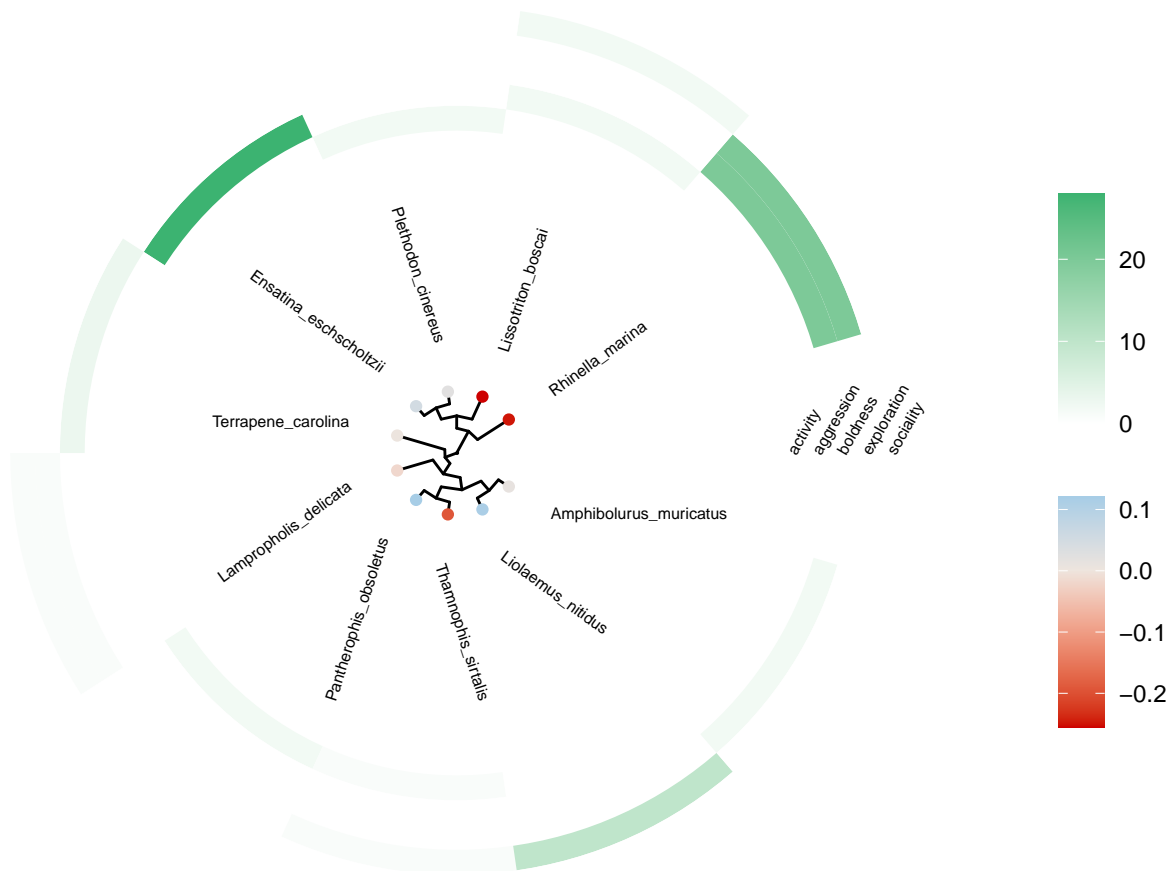 Plethodon_cinereus
Lissotriton_boscai
Ensatina_eschscholtzii
Rhinella_marina
Terrapene_carolina
activity
aggression
boldness
exploration
sociality
Lampropholis_delicata
Amphibolurus_muricatus
Pantherophis_obsoletus
Thamnophis_sirtalis
Liolaemus_nitidus
20
10
0
0.1
0.0
−0.1
−0.2